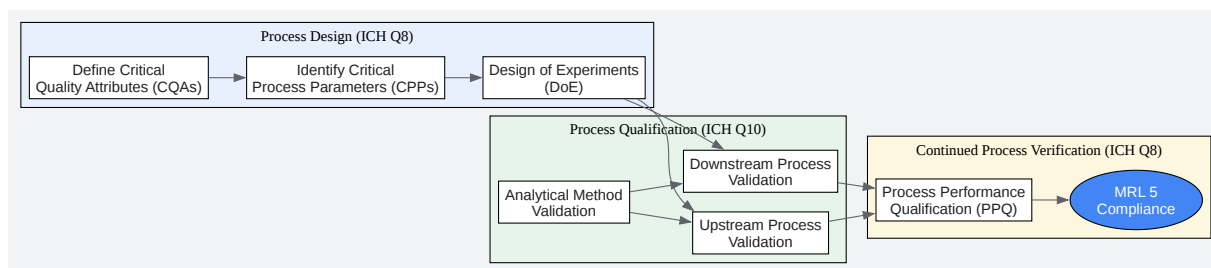 Process Design (ICH Q8)
Define Critical
Quality Attributes (CQAs)
Identify Critical
Process Parameters (CPPs)
Design of Experiments
(DoE)
Process Qualification (ICH Q10)
Analytical Method
Validation
Downstream Process
Validation
Upstream Process
Validation
Continued Process Verification (ICH Q8)
Process Performance
Qualification (PPQ)
MRL 5
Compliance